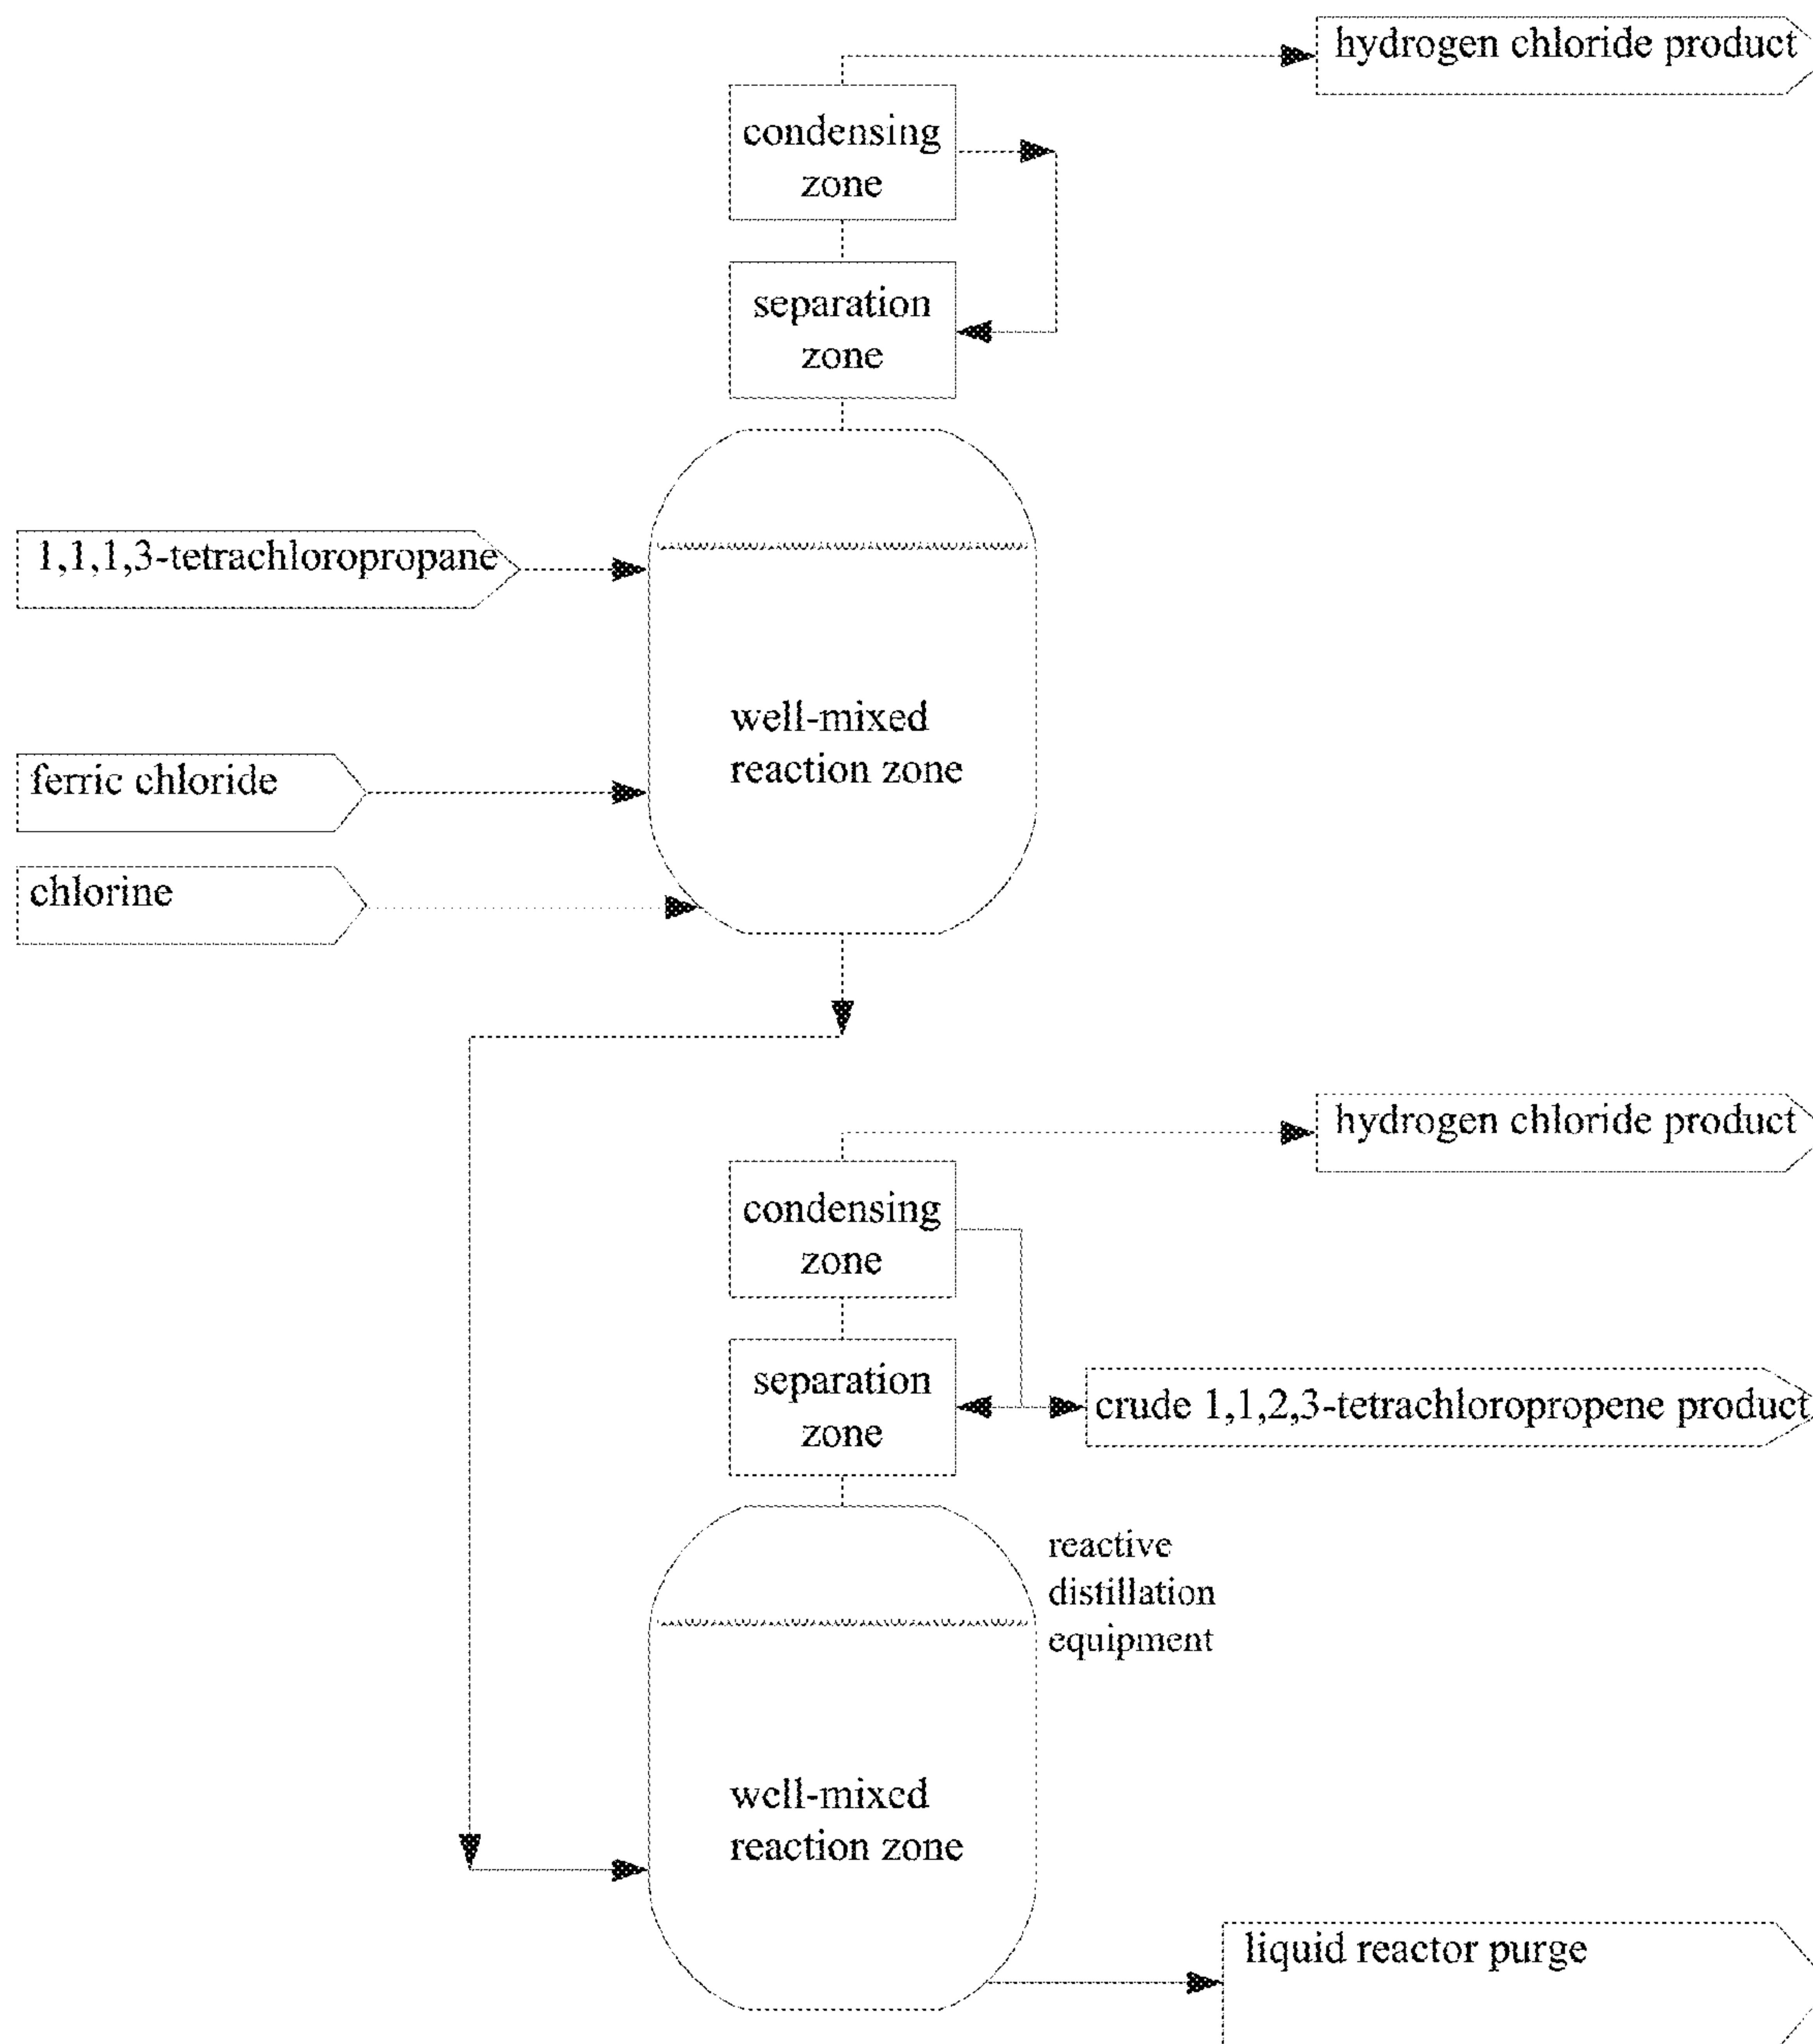 hydrogen chloride product
condensing
zone
separation
zone
1,1,1,3-tetrachloropropane
well-mixed
reaction zone
ferric chloride
chlorine
hydrogen chloride product
condensing
zone
separation
zone
crude 1,1,2,3-tetrachloropropene product
reactive
distillation
equipment
well-mixed
reaction zone
liquid reactor purge